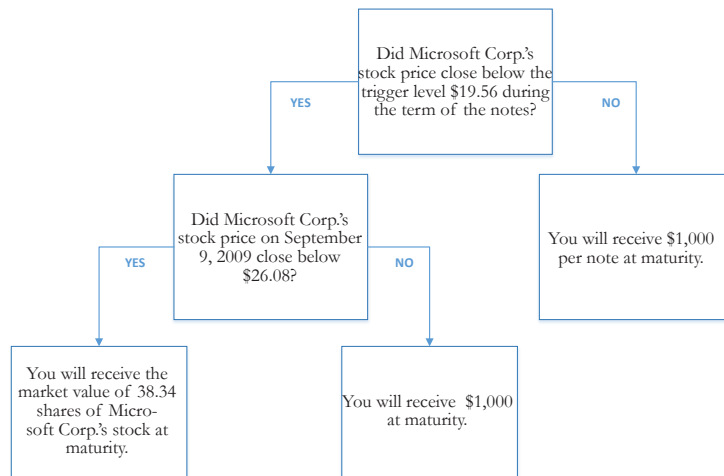 Did Microsoft Corp.'s
stock price close below the
trigger level $19.56 during
the term of the notes?
YES
NO
Did Microsoft Corp.'s
stock price on September
9, 2009 close below
$26.08?
You will receive $1,000
per note at maturity.
YES
NO
You will receive the
market value of 38.34
shares of Micro-
soft Corp.'s stock at
maturity.
You will receive $1,000
at maturity.